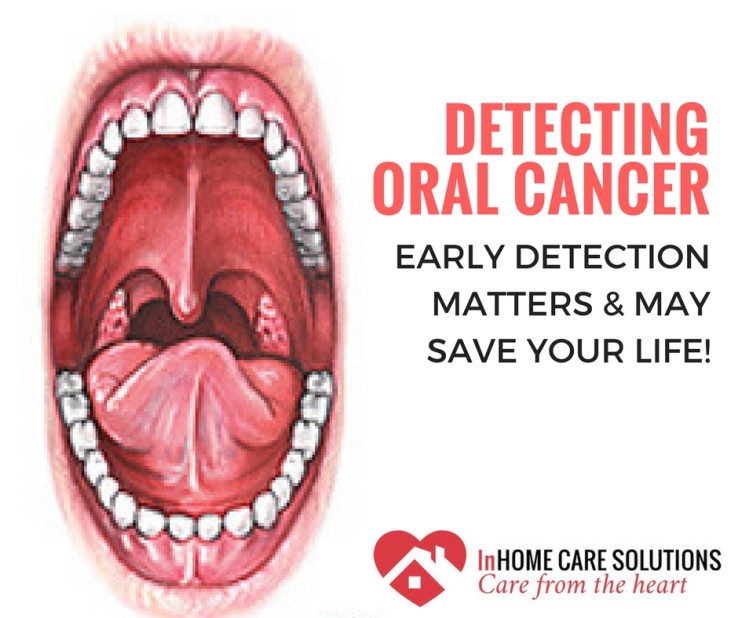 DETECTING
ORAL CANCER
EARLY DETECTION
MATTERS & MAY
SAVE YOUR LIFE!
InHOME CARE SOLUTIONS
Care from the heart